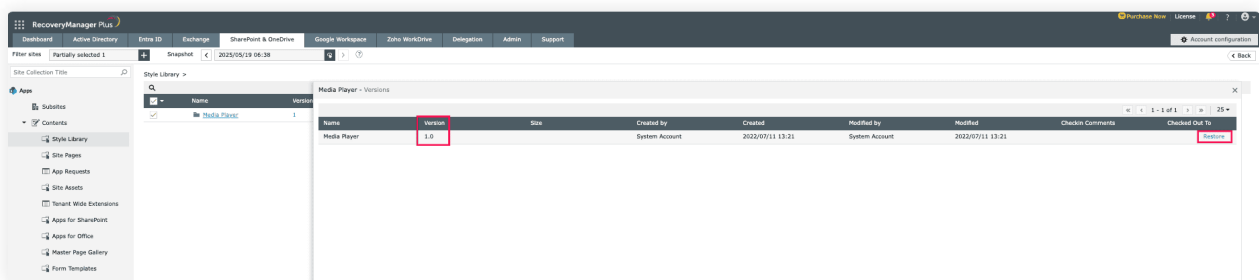 Purchase Now License 5 ?
RecoveryManager Plus
Dashboard Active Directory Entra ID Exchange SharePoint & OneDrive Google Workspace Zoho WorkDrive Delegation Admin Support Account configuration
Filter sites Partially selected 1 + Snapshot < 2025/05/19 06:38 > ? < Back
Site Collection Title
Style Library >
Apps
Media Player - Versions ×
Subsites
Name Version
1 - 1 of 1 25
Contents
Media Player 1
Name Version Size Created by Created Modified by Modified Checkin Comments Checked Out To
Style Library
Media Player 1.0 System Account 2022/07/11 13:21 System Account 2022/07/11 13:21 Restore
Site Pages
App Requests
Site Assets
Tenant Wide Extensions
Apps for SharePoint
Apps for Office
Master Page Gallery
Form Templates